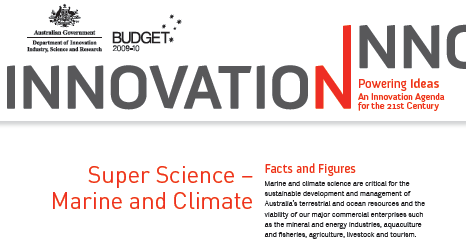 Australian Government
Department of Innovation
Industry, Science and Research
BUDGET
2009-10
INNOVATION
INNO
Powering Ideas
An Innovation Agenda
for the 21st Century
Super Science –
Marine and Climate
Facts and Figures
Marine and climate science are critical for the
sustainable development and management of
Australia's terrestrial and ocean resources and the
viability of our major commercial enterprises such
as the mineral and energy industries, aquaculture
and fisheries, agriculture, livestock and tourism.